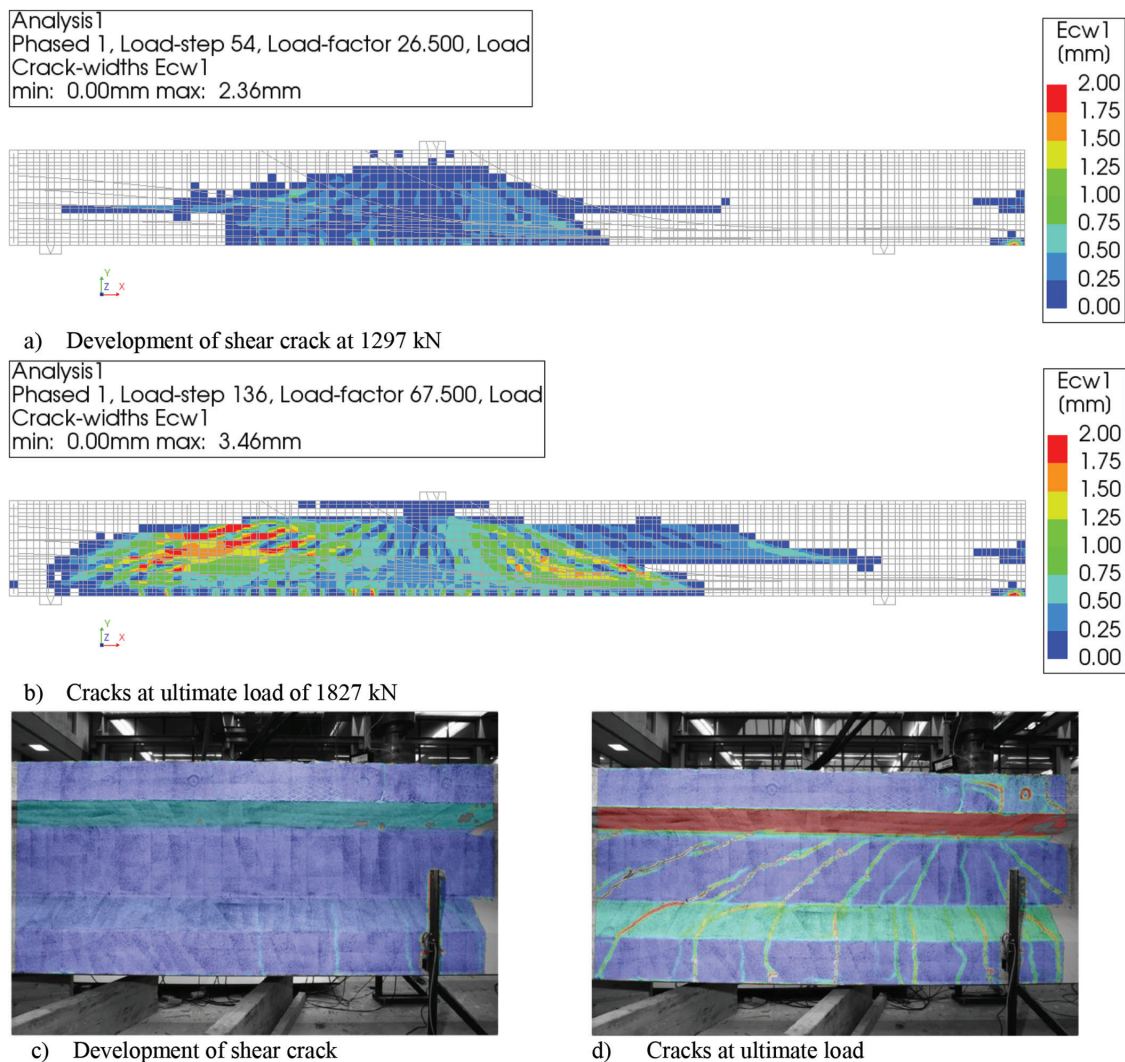 Analysis1
Phased 1, Load-step 54, Load-factor 26.500, Load
Crack-widths Ecw1
min: 0.00mm max: 2.36mm
Ecw1
(mm)
2.00
1.75
1.50
1.25
1.00
0.75
0.50
0.25
0.00
Y
Z X
a) Development of shear crack at 1297 kN
Analysis1
Phased 1, Load-step 136, Load-factor 67.500, Load
Crack-widths Ecw1
min: 0.00mm max: 3.46mm
Ecw1
(mm)
2.00
1.75
1.50
1.25
1.00
0.75
0.50
0.25
0.00
Y
Z X
b) Cracks at ultimate load of 1827 kN
c) Development of shear crack
d) Cracks at ultimate load